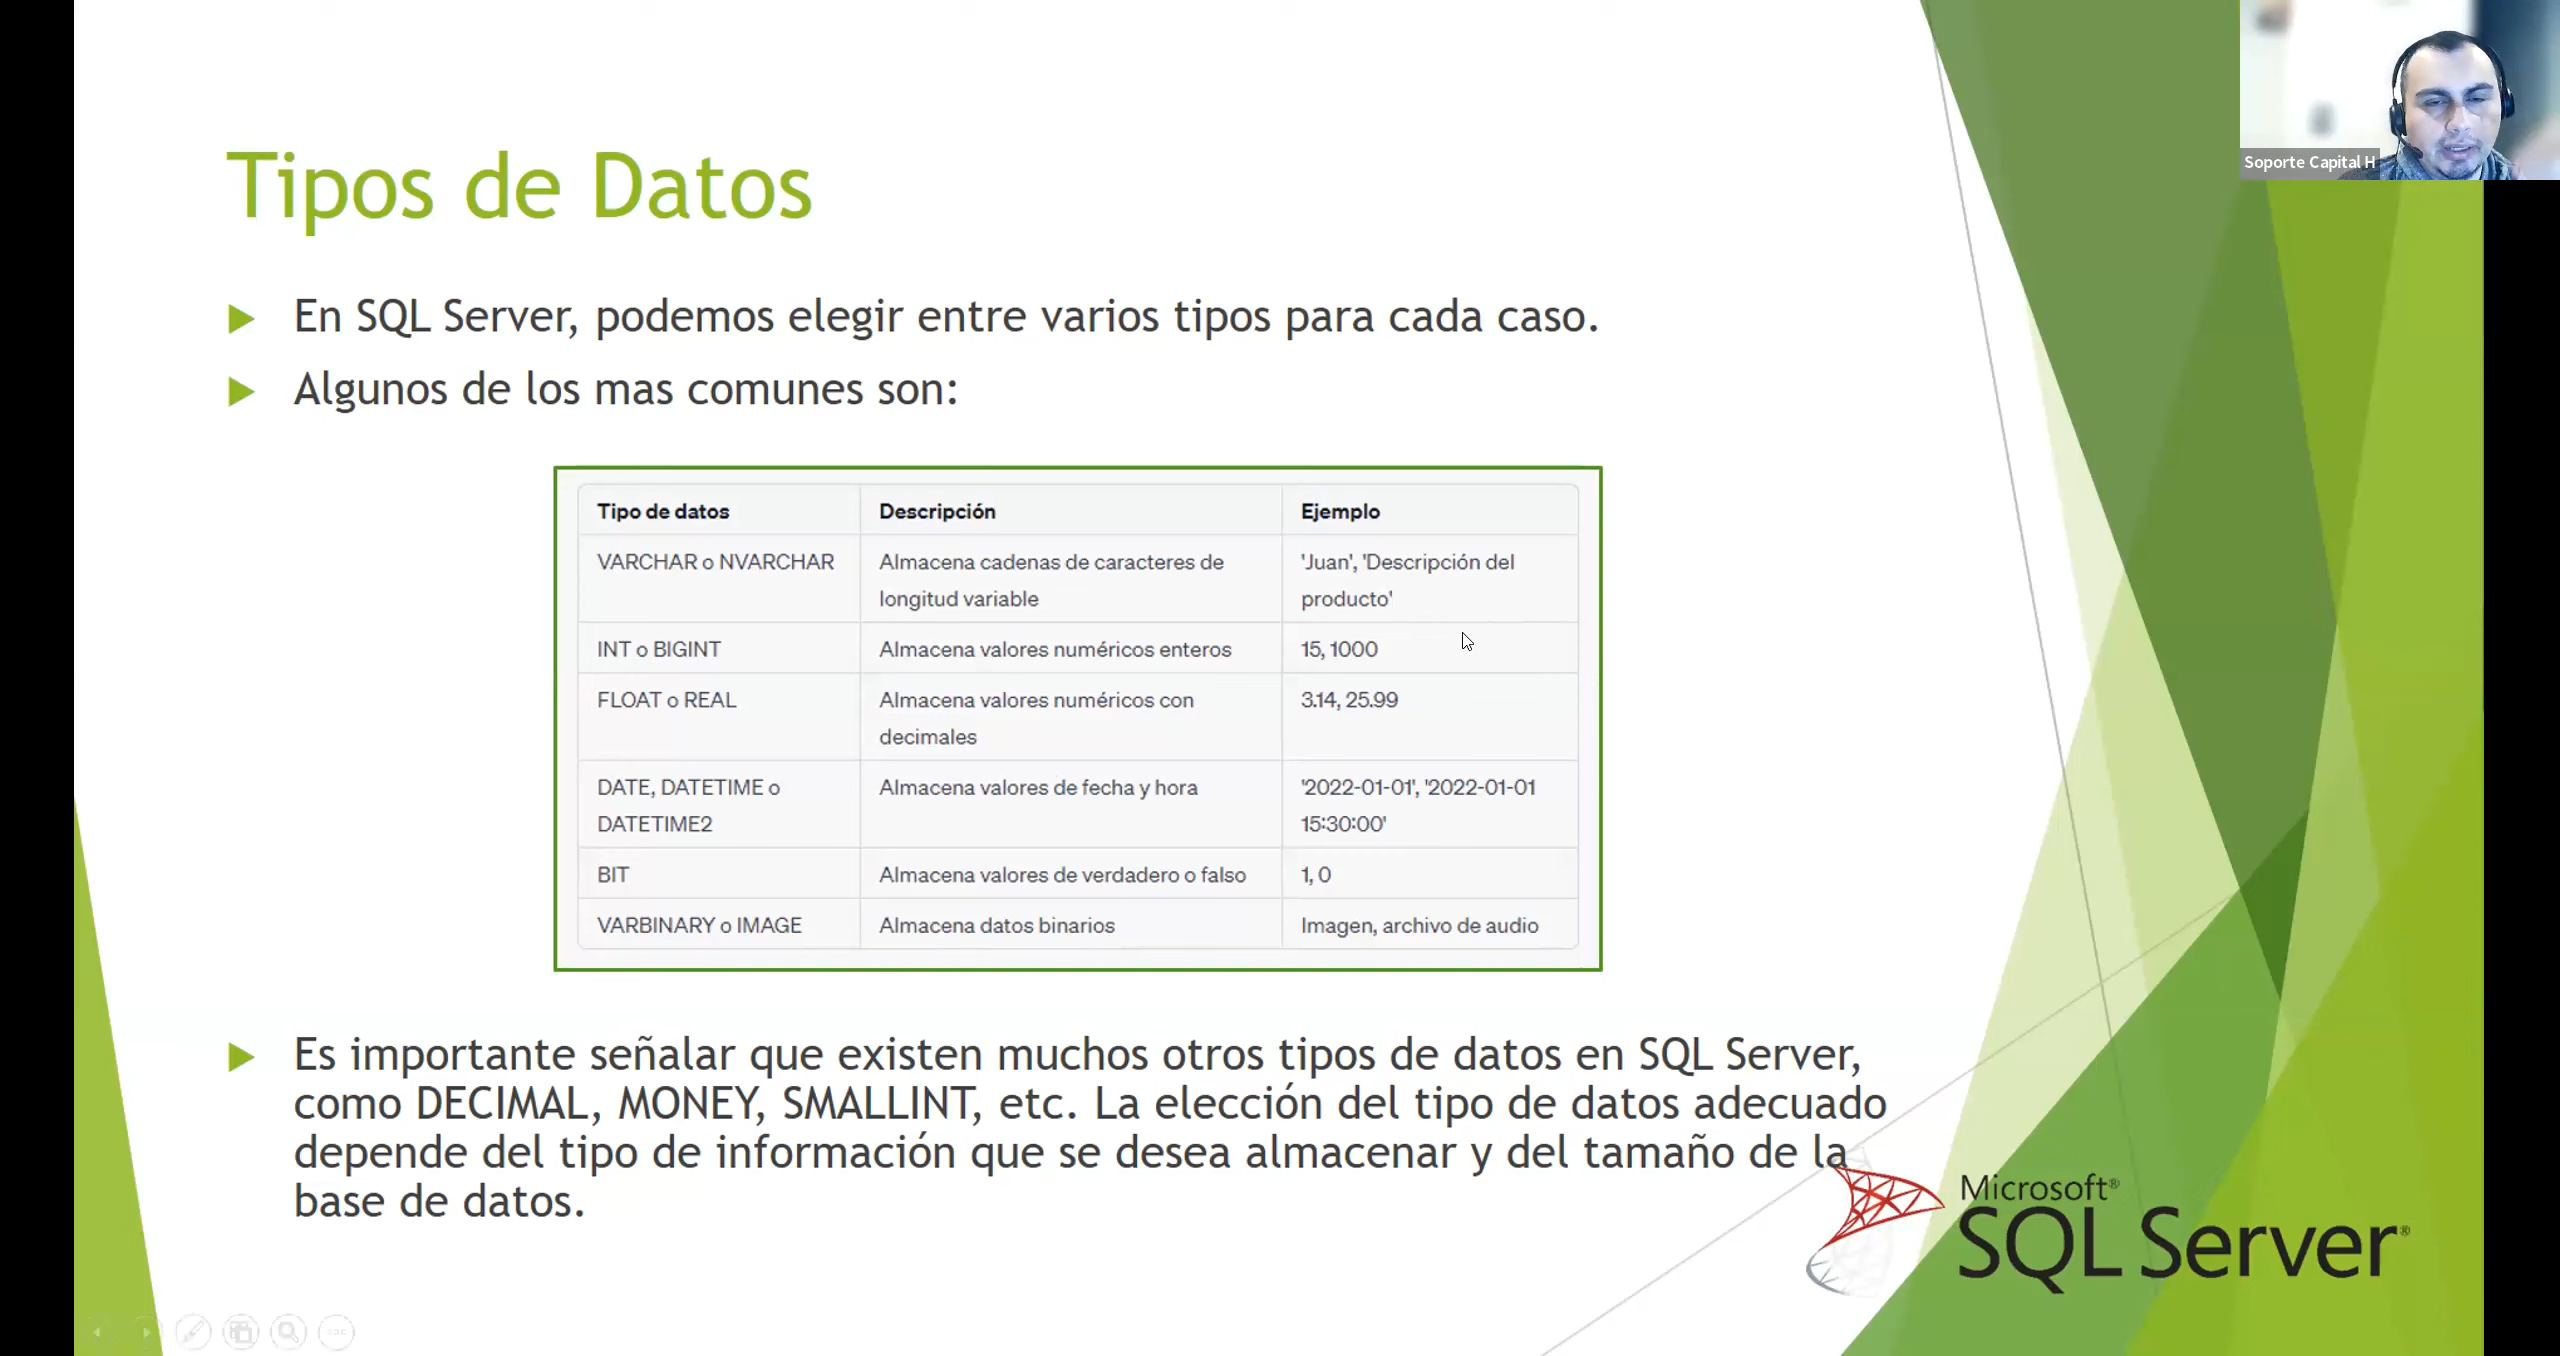 Soporte Capital H
Tipos de Datos
En SQL Server, podemos elegir entre varios tipos para cada caso.
Algunos de los mas comunes son:
Tipo de datos Descripción Ejemplo
VARCHAR o NVARCHAR Almacena cadenas de caracteres de 'Juan', 'Descripción del
longitud variable producto'
INT o BIGINT Almacena valores numéricos enteros 15, 1000
FLOAT o REAL Almacena valores numéricos con 3.14, 25.99
decimales
DATE, DATETIME o Almacena valores de fecha y hora '2022-01-01', '2022-01-01
DATETIME2 15:30:00'
BIT Almacena valores de verdadero o falso 1, 0
VARBINARY o IMAGE Almacena datos binarios Imagen, archivo de audio
Es importante señalar que existen muchos otros tipos de datos en SQL Server,
como DECIMAL, MONEY, SMALLINT, etc. La elección del tipo de datos adecuado
depende del tipo de información que se desea almacenar y del tamaño de la
base de datos.
Microsoft®
SQL Server®